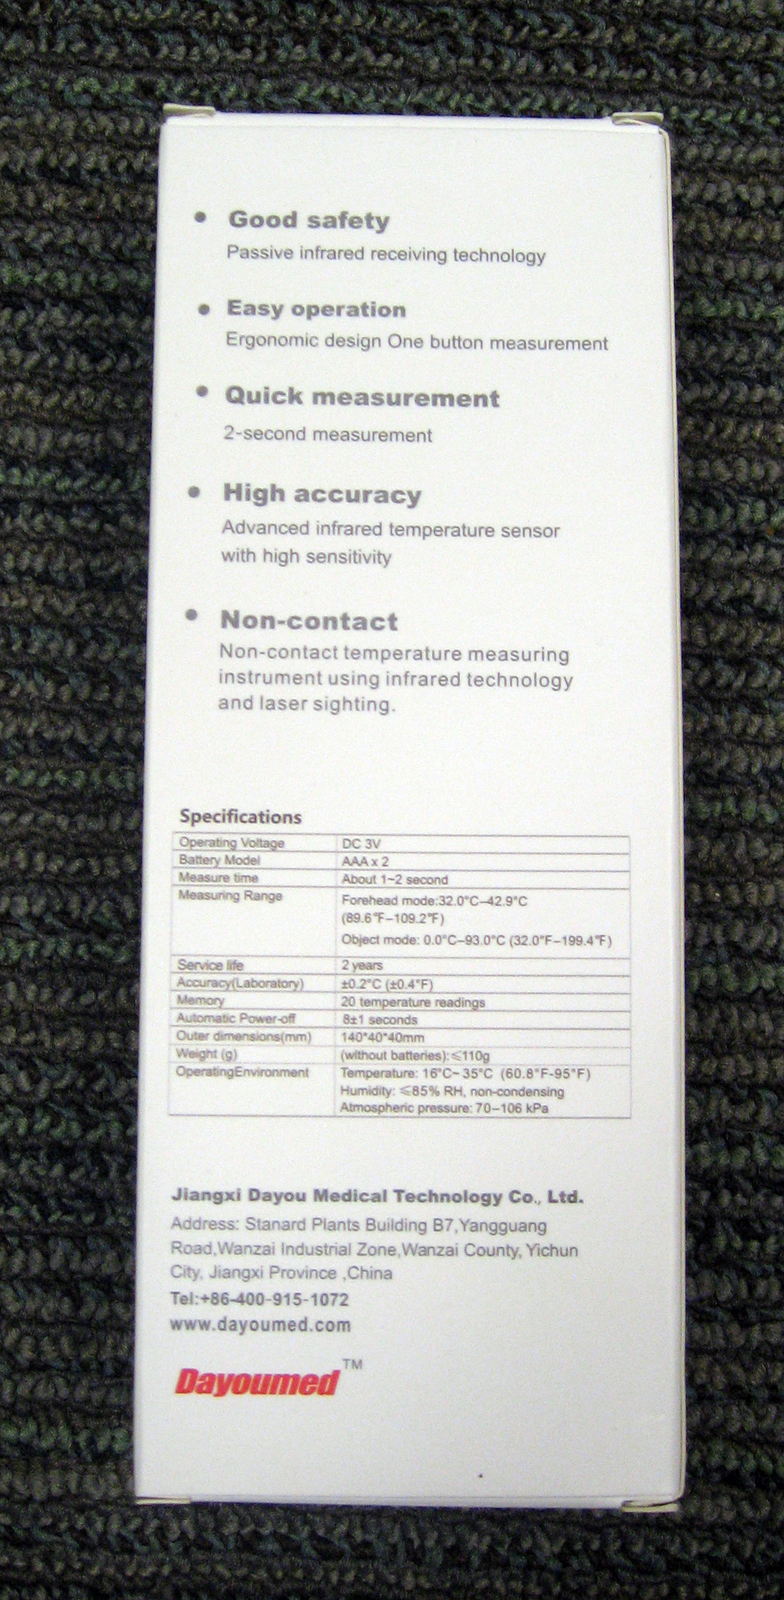 • Good safety
Passive infrared receiving technology
• Easy operation
Ergonomic design One button measurement
• Quick measurement
2-second measurement
• High accuracy
Advanced infrared temperature sensor
with high sensitivity
• Non-contact
Non-contact temperature measuring
instrument using infrared technology
and laser sighting.
Specifications
Operating Voltage DC 3V
Battery Model AAA x 2
Measure time About 1~2 second
Measuring Range Forehead mode:32.0°C–42.9°C
(89.6°F–109.2°F)
Object mode: 0.0°C–93.0°C (32.0°F–199.4°F)
Service life 2 years
Accuracy(Laboratory) ±0.2°C (±0.4°F)
Memory 20 temperature readings
Automatic Power-off 8±1 seconds
Outer dimensions(mm) 140*40*40mm
Weight (g) (without batteries):≤110g
OperatingEnvironment Temperature: 16°C~35°C (60.8°F-95°F)
Humidity: ≤85% RH, non-condensing
Atmospheric pressure: 70–106 kPa
Jiangxi Dayou Medical Technology Co., Ltd.
Address: Stanard Plants Building B7,Yangguang
Road,Wanzai Industrial Zone,Wanzai County, Yichun
City, Jiangxi Province ,China
Tel:+86-400-915-1072
www.dayoumed.com
Dayoumed™